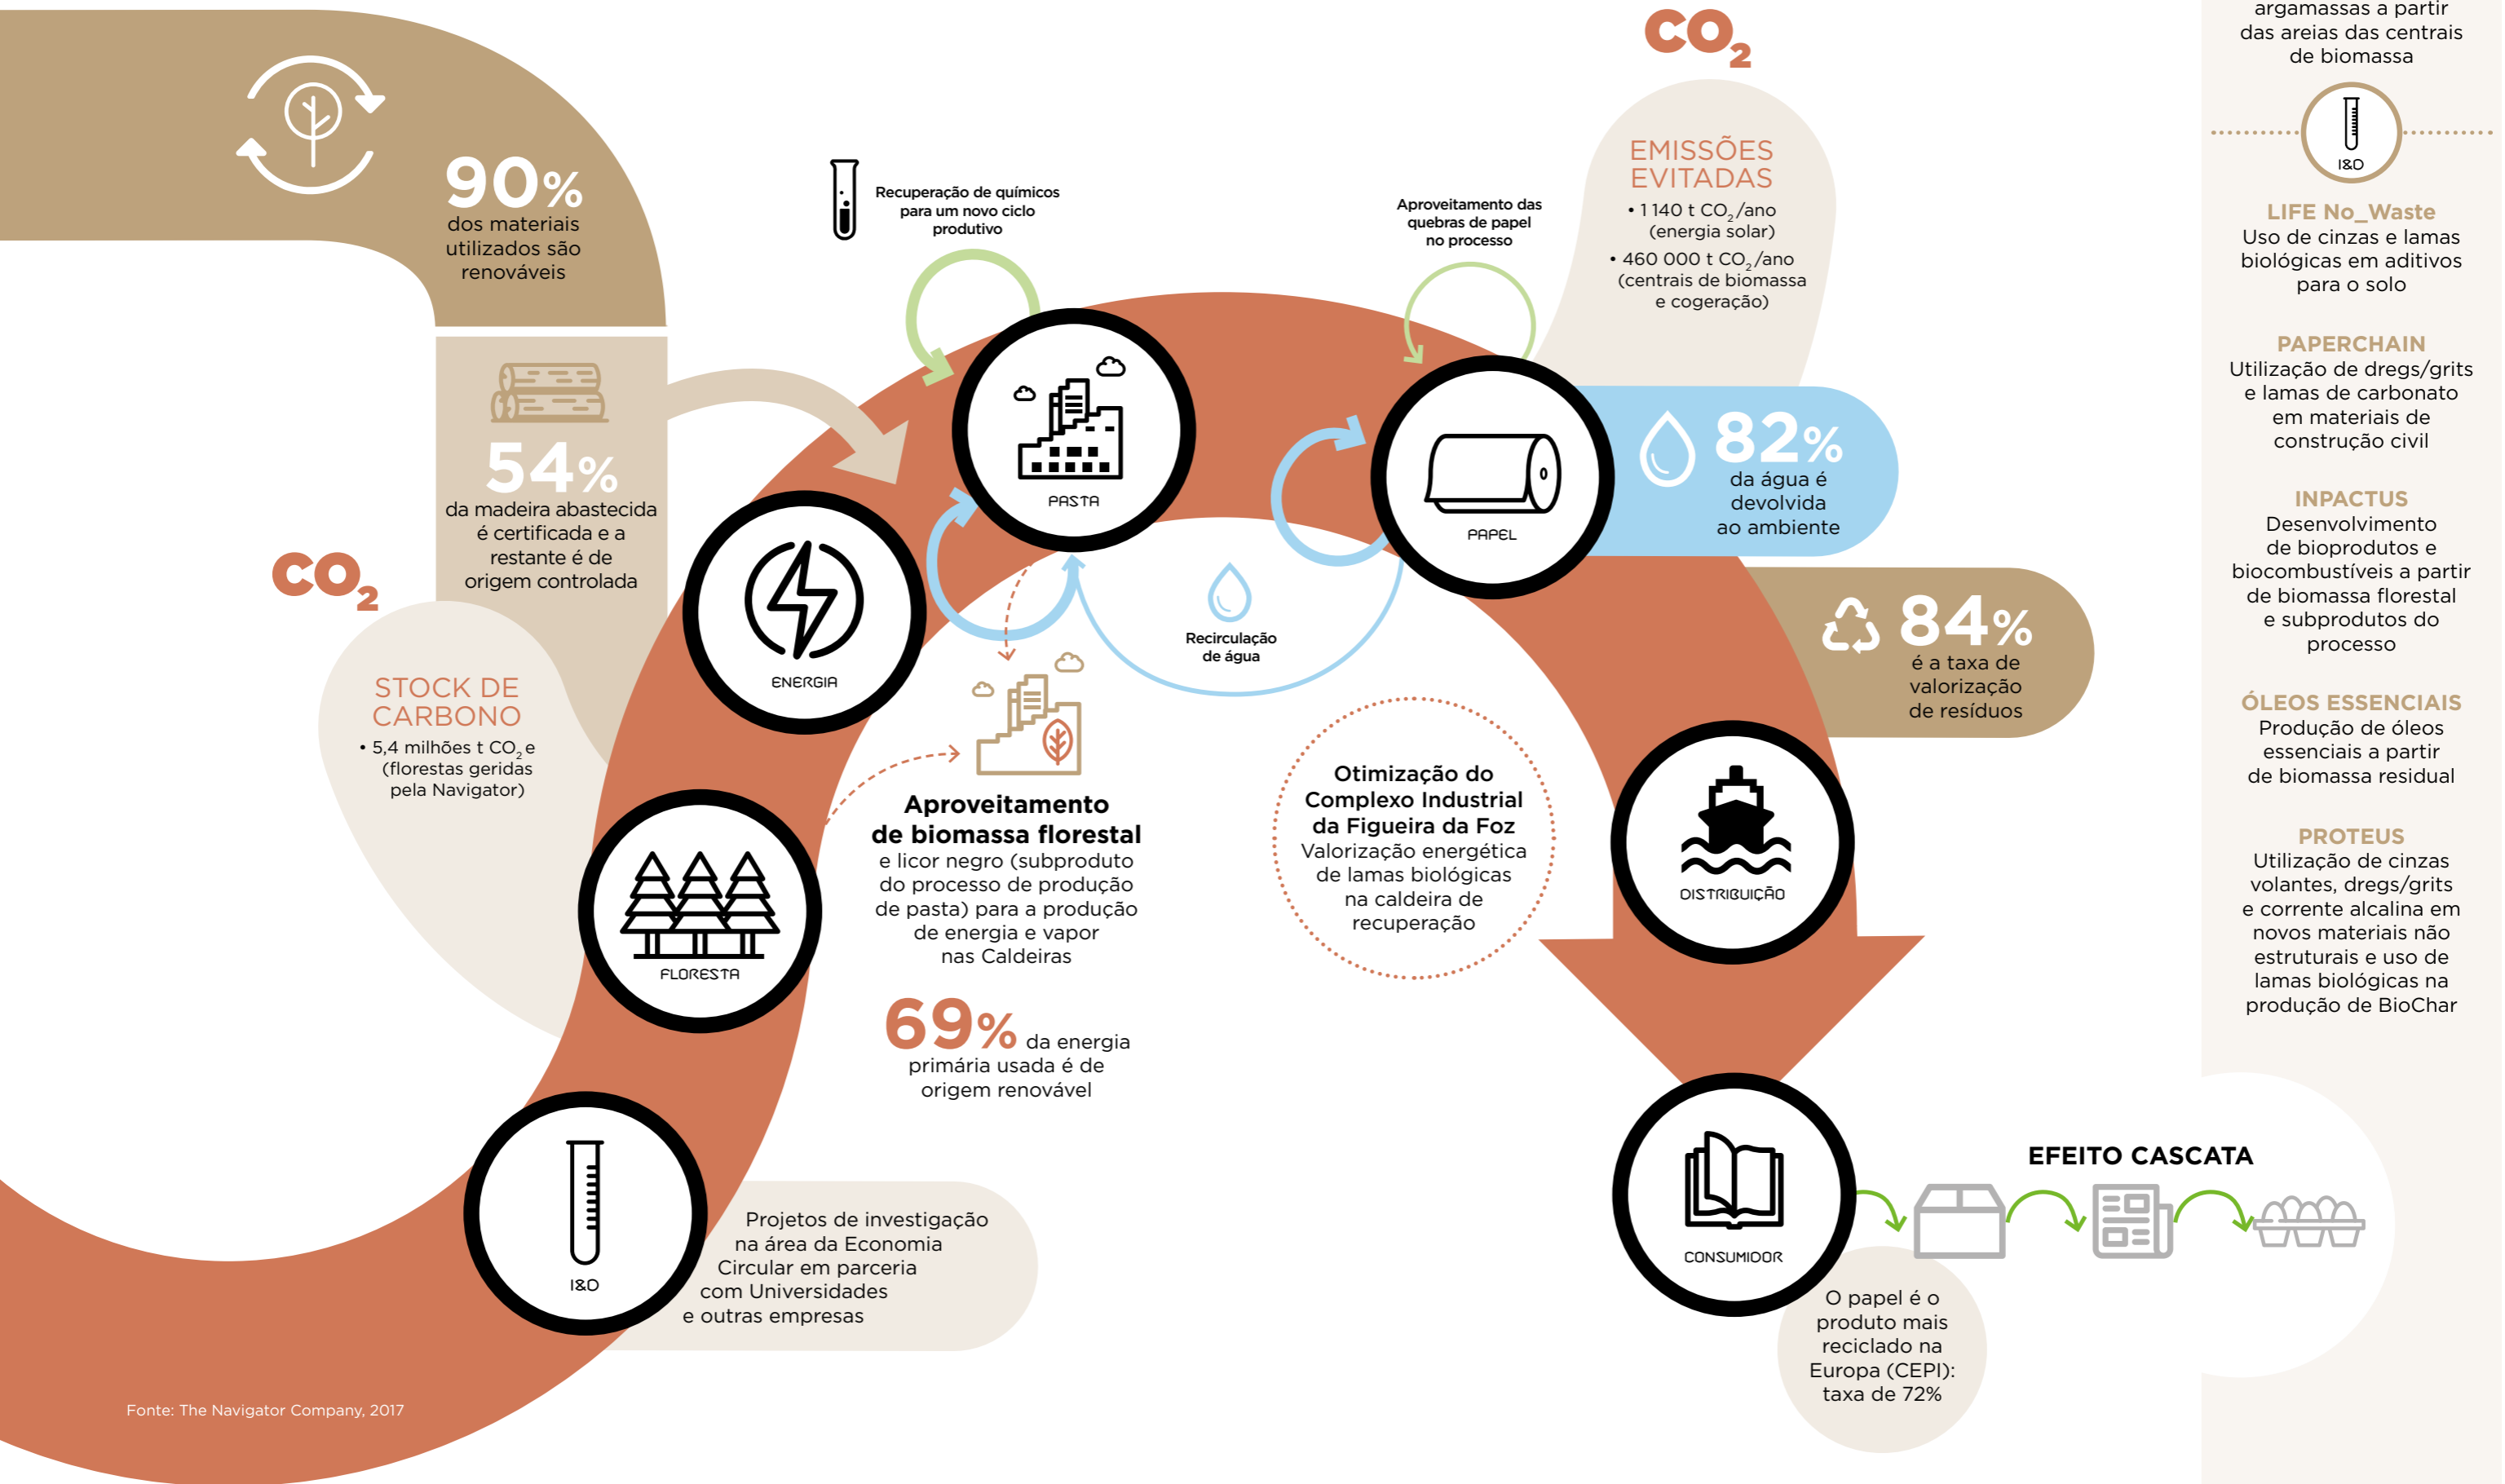 90%
dos materiais
utilizados são
renováveis
54%
da madeira abastecida
é certificada e a
restante é de
origem controlada
CO2
STOCK DE
CARBONO
• 5,4 milhões t CO2e
(florestas geridas
pela Navigator)
Recuperação de químicos
para um novo ciclo
produtivo
PASTA
ENERGIA
FLORESTA
I&D
Projetos de investigação
na área da Economia
Circular em parceria
com Universidades
e outras empresas
Aproveitamento
de biomassa florestal
e licor negro (subproduto
do processo de produção
de pasta) para a produção
de energia e vapor
nas Caldeiras
69% da energia
primária usada é de
origem renovável
Recirculação
de água
Aproveitamento das
quebras de papel
no processo
CO2
EMISSÕES
EVITADAS
• 1 140 t CO2/ano
(energia solar)
• 460 000 t CO2/ano
(centrais de biomassa
e cogeração)
PAPEL
82%
da água é
devolvida
ao ambiente
84%
é a taxa de
valorização
de resíduos
Otimização do
Complexo Industrial
da Figueira da Foz
Valorização energética
de lamas biológicas
na caldeira de
recuperação
DISTRIBUIÇÃO
CONSUMIDOR
EFEITO CASCATA
O papel é o
produto mais
reciclado na
Europa (CEPI):
taxa de 72%
argamassas a partir
das areias das centrais
de biomassa
I&D
LIFE No_Waste
Uso de cinzas e lamas
biológicas em aditivos
para o solo
PAPERCHAIN
Utilização de dregs/grits
e lamas de carbonato
em materiais de
construção civil
INPACTUS
Desenvolvimento
de bioprodutos e
biocombustíveis a partir
de biomassa florestal
e subprodutos do
processo
ÓLEOS ESSENCIAIS
Produção de óleos
essenciais a partir
de biomassa residual
PROTEUS
Utilização de cinzas
volantes, dregs/grits
e corrente alcalina em
novos materiais não
estruturais e uso de
lamas biológicas na
produção de BioChar
Fonte: The Navigator Company, 2017